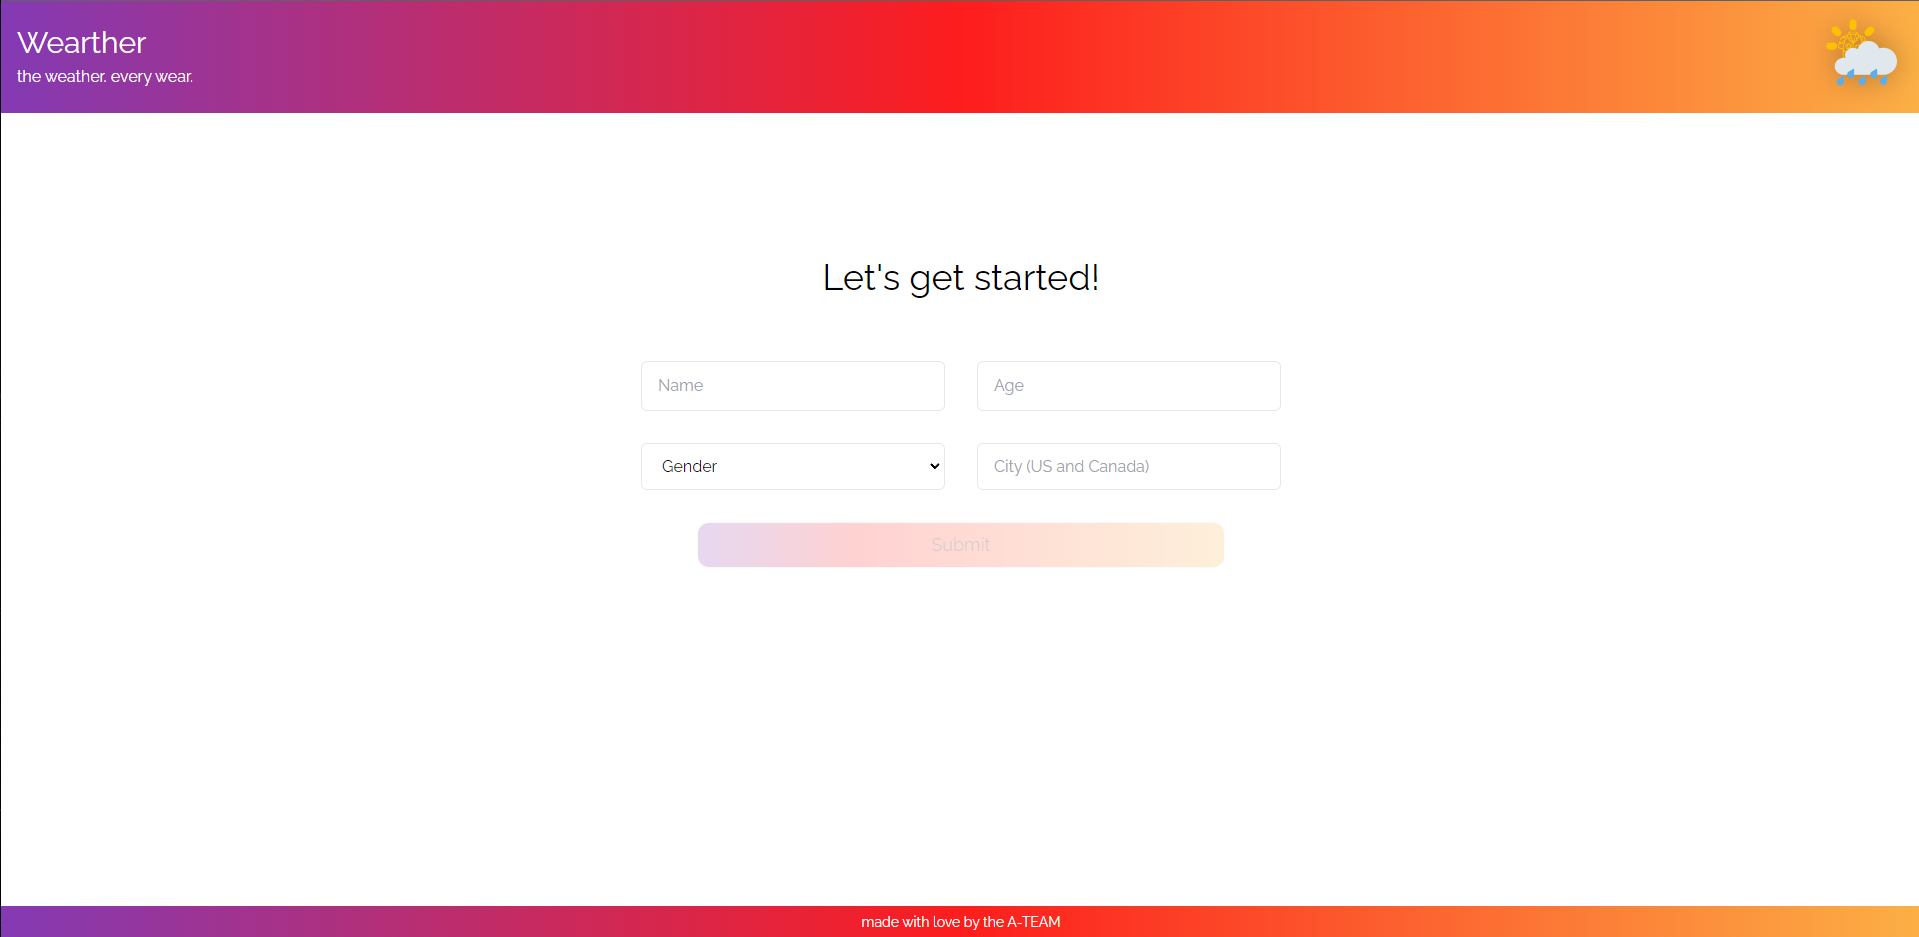 Wearther
the weather. every wear.
Let's get started!
Name
Age
Gender
City (US and Canada)
Submit
made with love by the A-TEAM